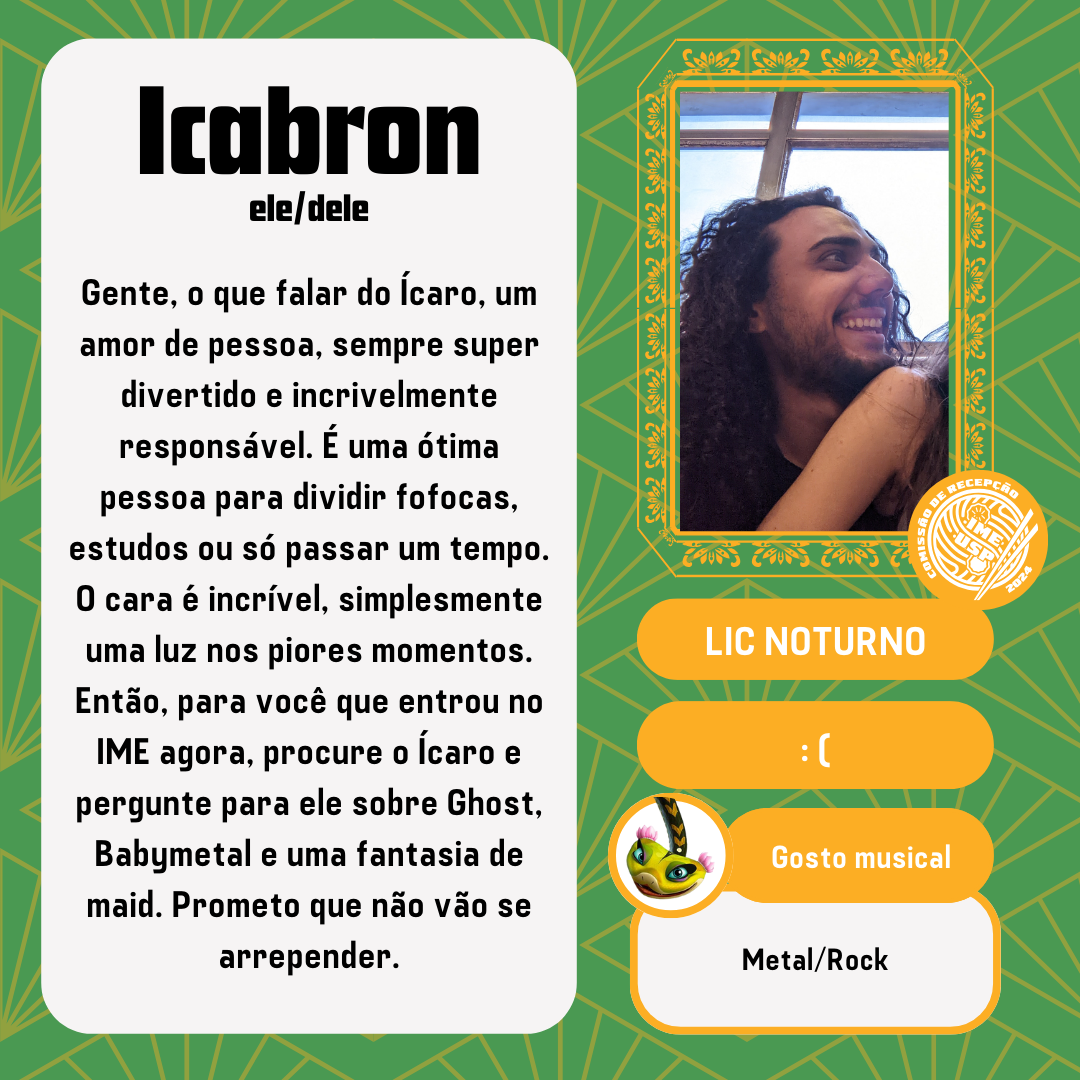 Icabron
ele/dele
Gente, o que falar do Ícaro, um
amor de pessoa, sempre super
divertido e incrivelmente
responsável. É uma ótima
pessoa para dividir fofocas,
estudos ou só passar um tempo.
O cara é incrível, simplesmente
uma luz nos piores momentos.
Então, para você que entrou no
IME agora, procure o Ícaro e
pergunte para ele sobre Ghost,
Babymetal e uma fantasia de
maid. Prometo que não vão se
arrepender.
COMISSÃO DE RECEPÇÃO
IME
USP
2024
LIC NOTURNO
: (
Gosto musical
Metal/Rock